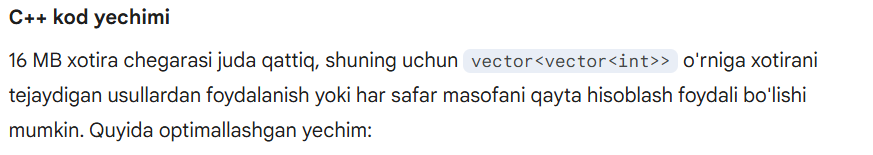 C++ kod yechimi
16 MB xotira chegarasi juda qattiq, shuning uchun vector<vector<int>> o'rniga xotirani
tejaydigan usullardan foydalanish yoki har safar masofani qayta hisoblash foydali bo'lishi
mumkin. Quyida optimallashgan yechim: